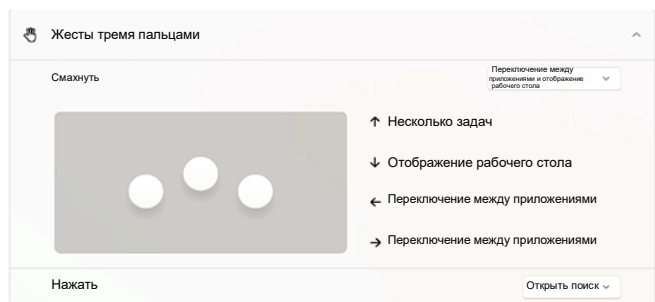 Жесты тремя пальцами
Смахнуть
Переключение между
приложениями и отображение
рабочего стола
↑ Несколько задач
↓ Отображение рабочего стола
← Переключение между приложениями
→ Переключение между приложениями
Нажать
Открыть поиск